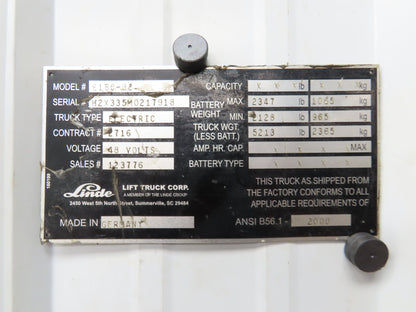 MODEL #
SERIAL H2X335M0217918
TRUCK TYPE ELECTRIC
CONTRACT # 2716
VOLTAGE 48 VOLTS
SALES # 123776
CAPACITY X X X lb X X X kg
BATTERY WEIGHT MAX. 2347 lb 1065 kg
MIN. 2128 lb 965 kg
TRUCK WGT. (LESS BATT.) 5213 lb 2365 kg
AMP. HR. CAP. X X X X X MAX
BATTERY TYPE X X X X X
Linde LIFT TRUCK CORP.
A MEMBER OF THE LINDE GROUP
2450 West 5th North Street, Summerville, SC 29484
MADE IN GERMANY
THIS TRUCK AS SHIPPED FROM
THE FACTORY CONFORMS TO ALL
APPLICABLE REQUIREMENTS OF
ANSI B56.1 - 2000